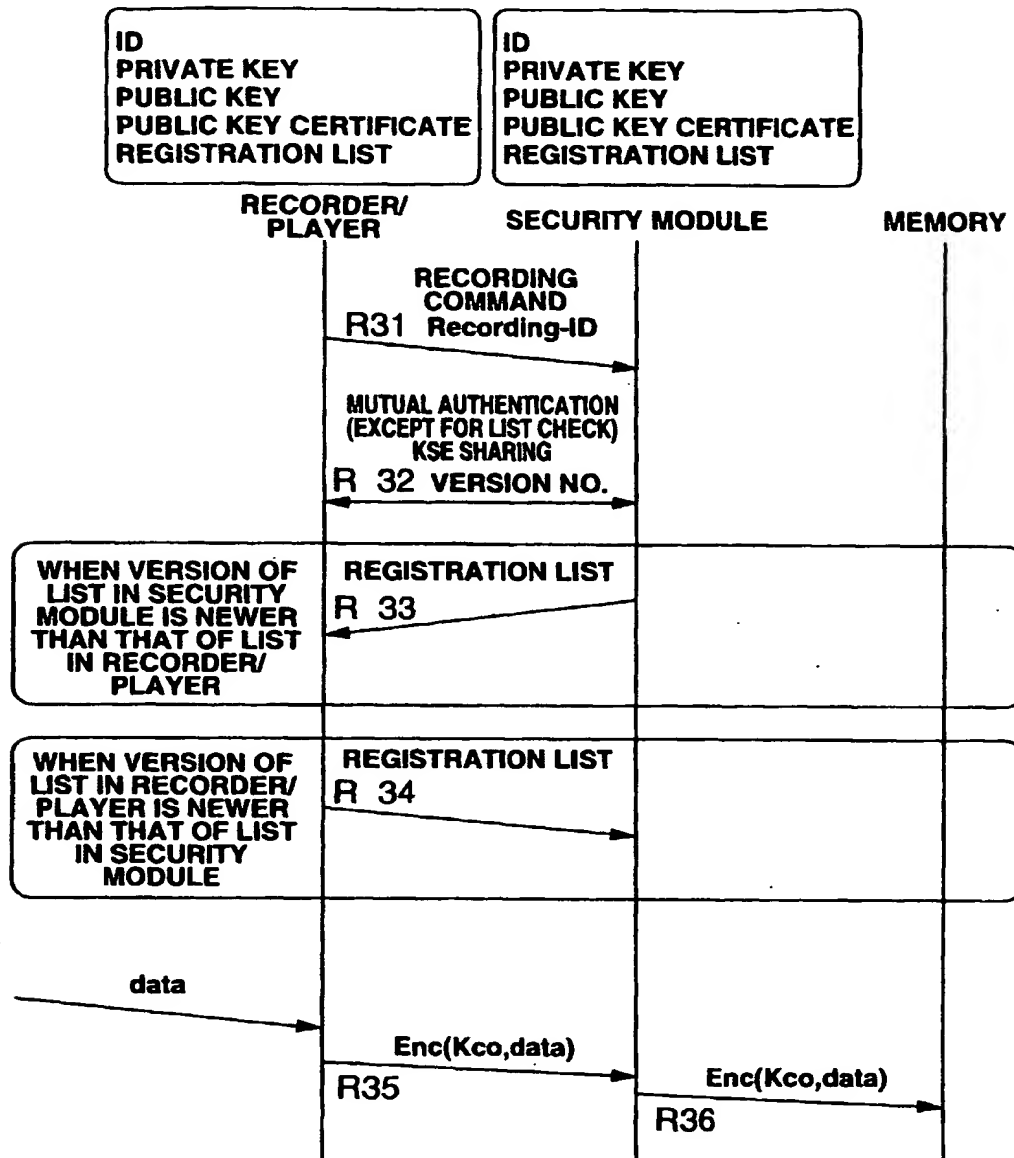 ID
PRIVATE KEY
PUBLIC KEY
PUBLIC KEY CERTIFICATE
REGISTRATION LIST
ID
PRIVATE KEY
PUBLIC KEY
PUBLIC KEY CERTIFICATE
REGISTRATION LIST
RECORDER/
PLAYER
SECURITY MODULE
MEMORY
RECORDING
COMMAND
R31 Recording-ID
MUTUAL AUTHENTICATION
(EXCEPT FOR LIST CHECK)
KSE SHARING
R 32 VERSION NO.
WHEN VERSION OF
LIST IN SECURITY
MODULE IS NEWER
THAN THAT OF LIST
IN RECORDER/
PLAYER
REGISTRATION LIST
R 33
WHEN VERSION OF
LIST IN RECORDER/
PLAYER IS NEWER
THAN THAT OF LIST
IN SECURITY
MODULE
REGISTRATION LIST
R 34
data
Enc(Kco,data)
R35
Enc(Kco,data)
R36